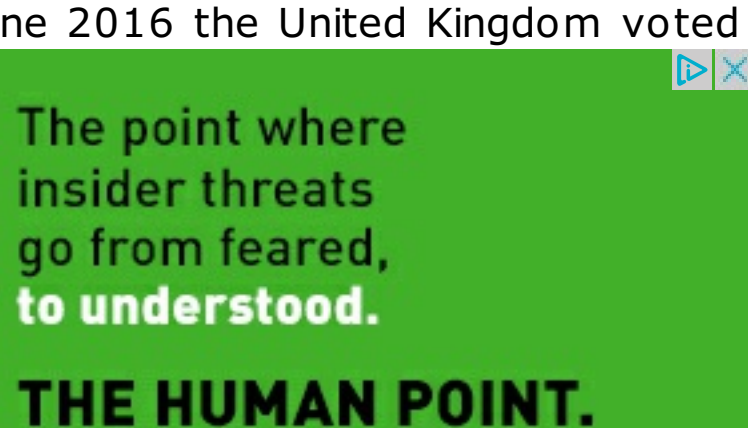 ne 2016 the United Kingdom voted
The point where
insider threats
go from feared,
to understood.
THE HUMAN POINT.